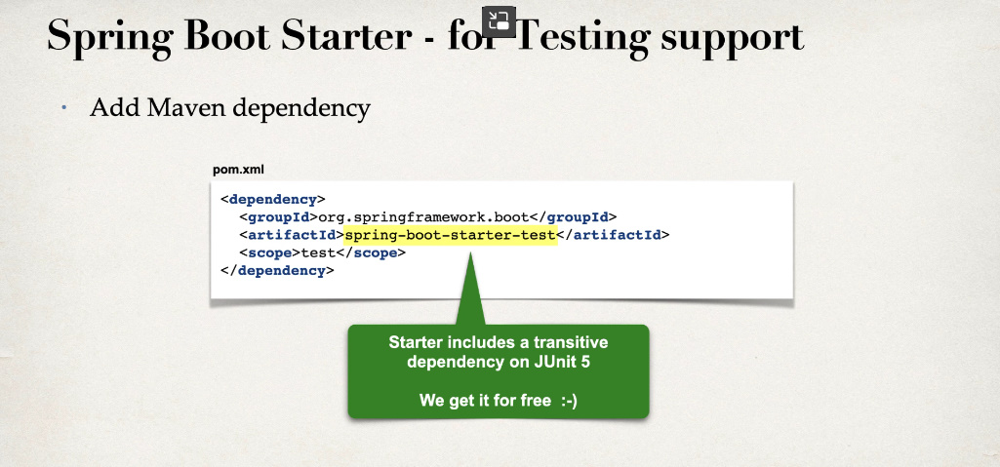 Spring Boot Starter - for Testing support
• Add Maven dependency
pom.xml
<dependency>
<groupId>org.springframework.boot</groupId>
<artifactId>spring-boot-starter-test</artifactId>
<scope>test</scope>
</dependency>
Starter includes a transitive
dependency on JUnit 5
We get it for free :-)